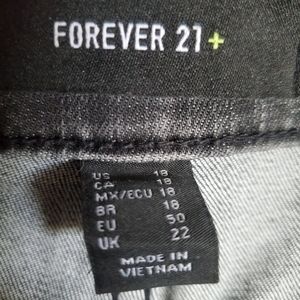 FOREVER 21+
US 18
CA 18
MX/ECU 18
BR 18
EU 50
UK 22
MADE IN
VIETNAM